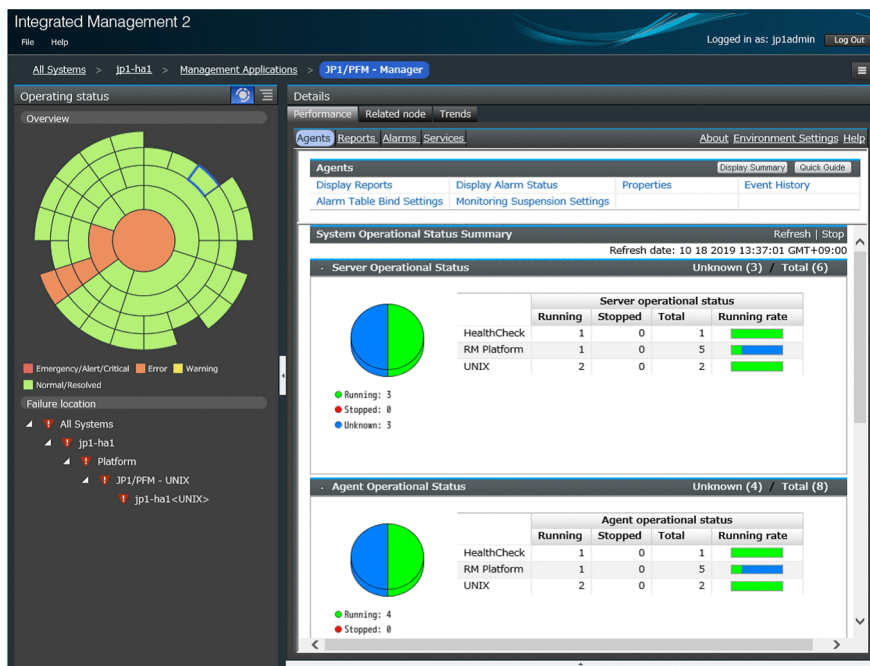 Integrated Management 2
File Help
Logged in as: jp1admin Log Out
All Systems > jp1-ha1 > Management Applications > JP1/PFM - Manager
Operating status
Overview
Emergency/Alert/Critical Error Warning
Normal/Resolved
Failure location
All Systems
jp1-ha1
Platform
JP1/PFM - UNIX
jp1-ha1<UNIX>
Details
Performance Related node Trends
Agents Reports Alarms Services About Environment Settings Help
Agents Display Summary Quick Guide
Display Reports Display Alarm Status Properties Event History
Alarm Table Bind Settings Monitoring Suspension Settings
System Operational Status Summary Refresh | Stop
Refresh date: 10 18 2019 13:37:01 GMT+09:00
Server Operational Status Unknown (3) / Total (6)
Server operational status
Running Stopped Total Running rate
HealthCheck 1 0 1
RM Platform 1 0 5
UNIX 2 0 2
Running: 3
Stopped: 0
Unknown: 3
Agent Operational Status Unknown (4) / Total (8)
Agent operational status
Running Stopped Total Running rate
HealthCheck 1 0 1
RM Platform 1 0 5
UNIX 2 0 2
Running: 4
Stopped: 0